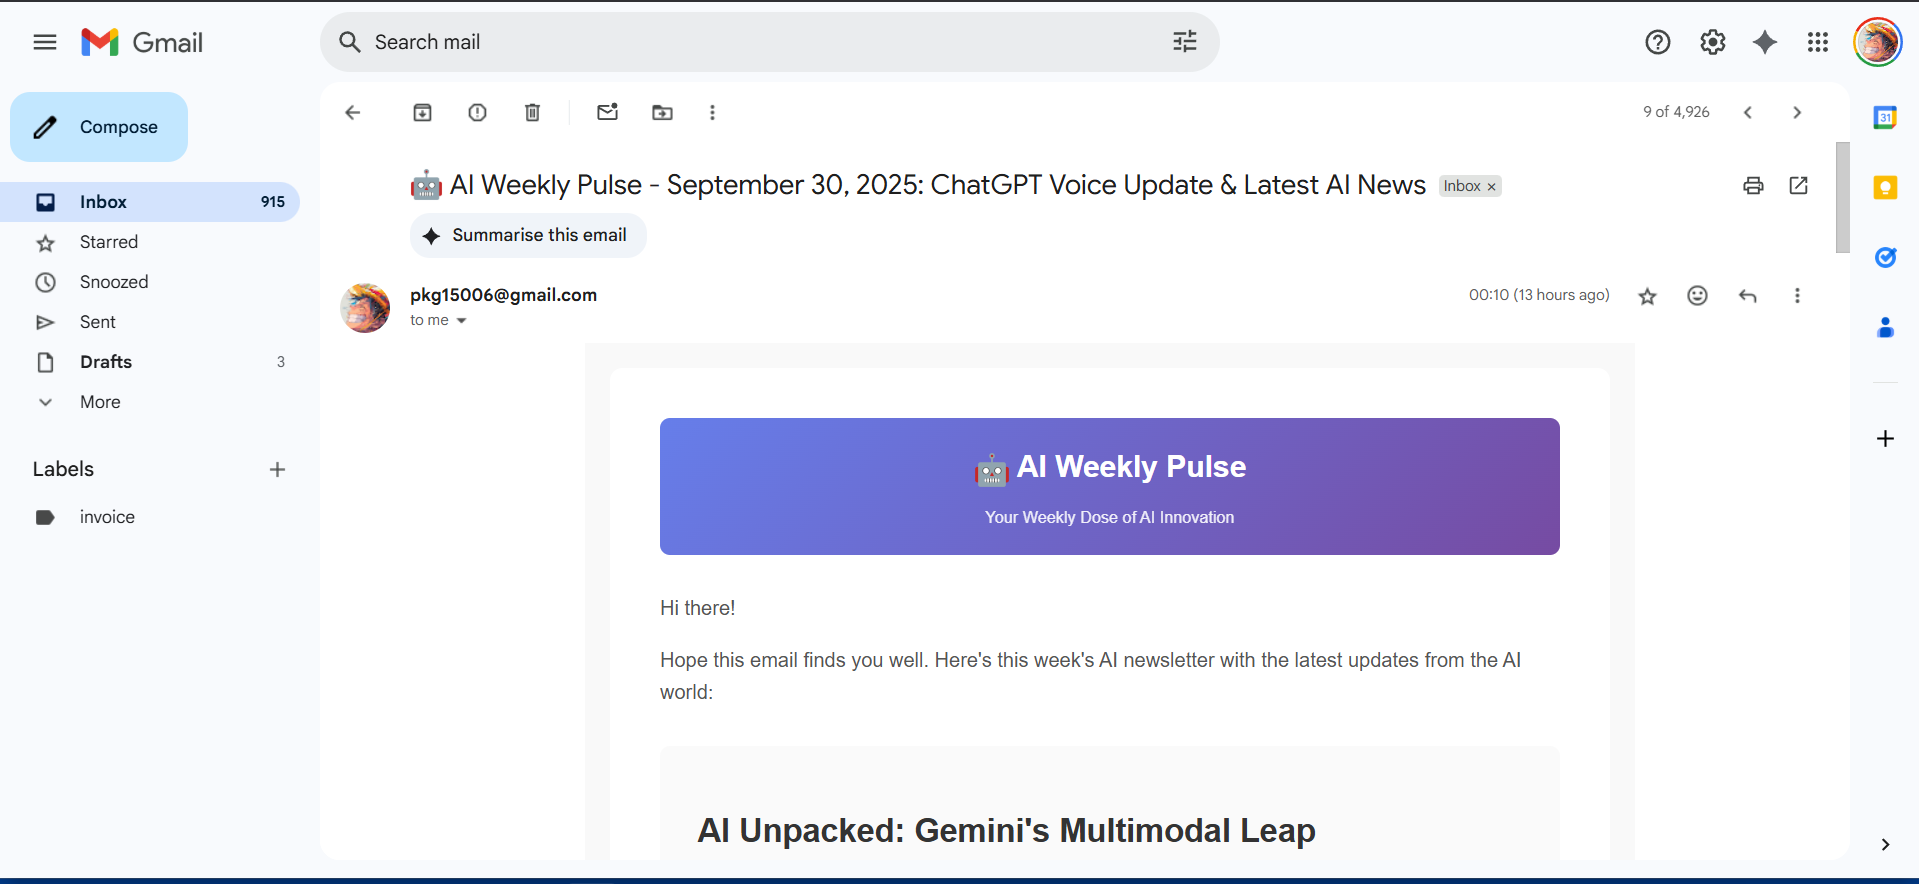 Gmail
Search mail
Compose
9 of 4,926
Inbox 915
Starred
Snoozed
Sent
Drafts 3
More
Labels
invoice
🤖 AI Weekly Pulse - September 30, 2025: ChatGPT Voice Update & Latest AI News Inbox ×
Summarise this email
pkg15006@gmail.com
00:10 (13 hours ago)
to me
31
🤖 AI Weekly Pulse
Your Weekly Dose of AI Innovation
Hi there!
Hope this email finds you well. Here's this week's AI newsletter with the latest updates from the AI
world:
AI Unpacked: Gemini's Multimodal Leap